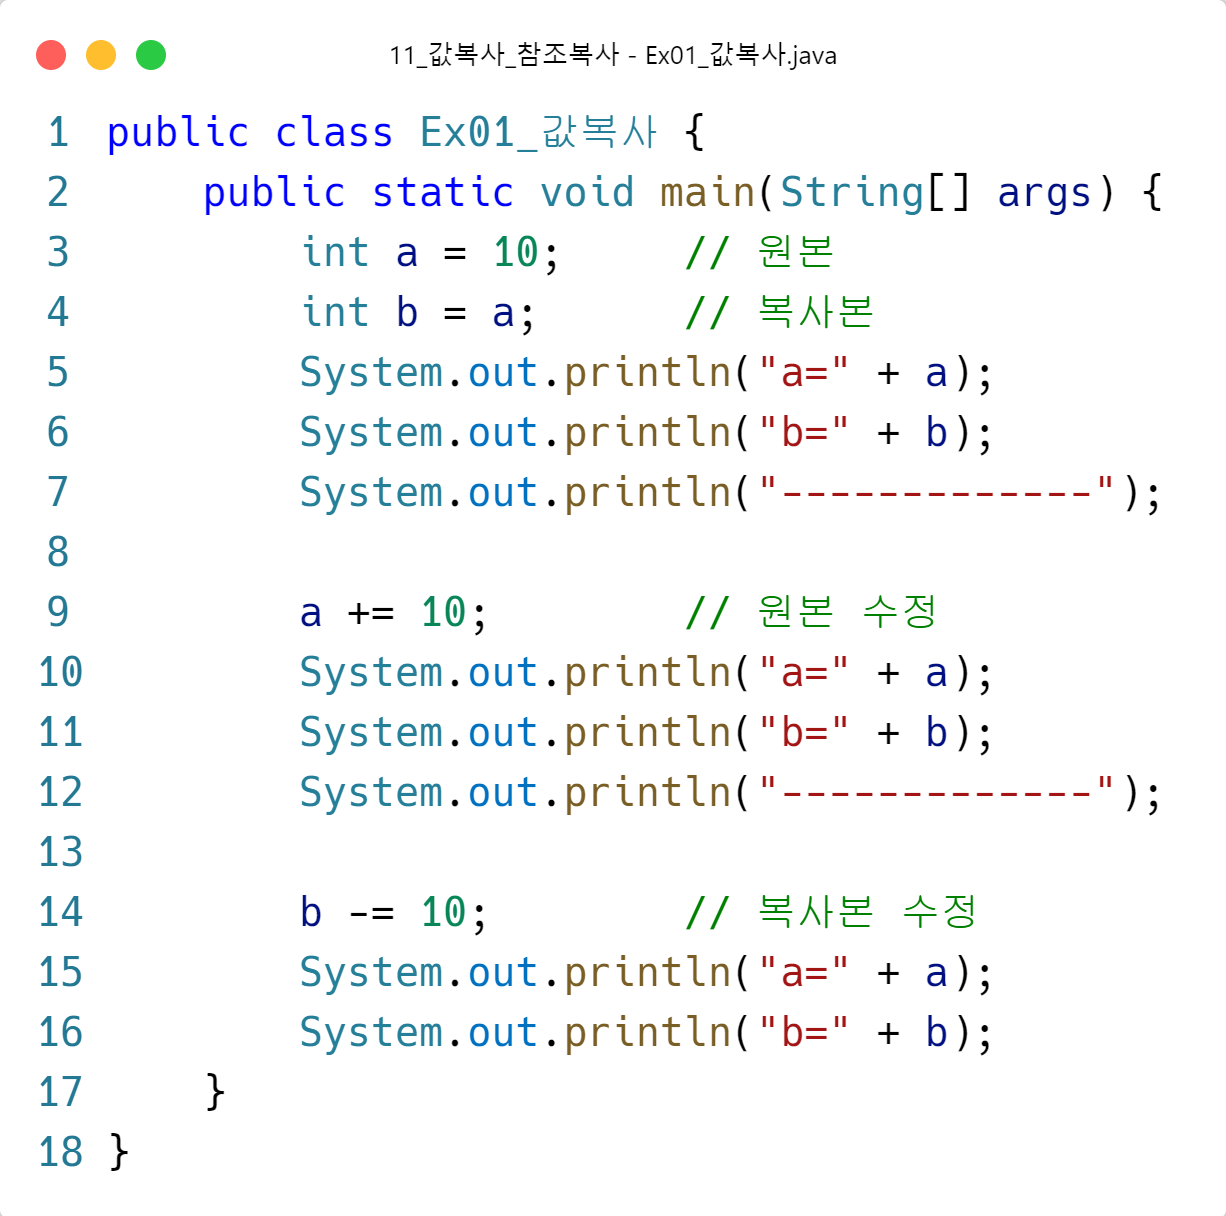 11_값복사_참조복사 - Ex01_값복사.java
1 public class Ex01_값복사 {
2     public static void main(String[] args) {
3         int a = 10;     // 원본
4         int b = a;      // 복사본
5         System.out.println("a=" + a);
6         System.out.println("b=" + b);
7         System.out.println("-------------");
8
9         a += 10;        // 원본 수정
10         System.out.println("a=" + a);
11         System.out.println("b=" + b);
12         System.out.println("-------------");
13
14         b -= 10;        // 복사본 수정
15         System.out.println("a=" + a);
16         System.out.println("b=" + b);
17     }
18 }